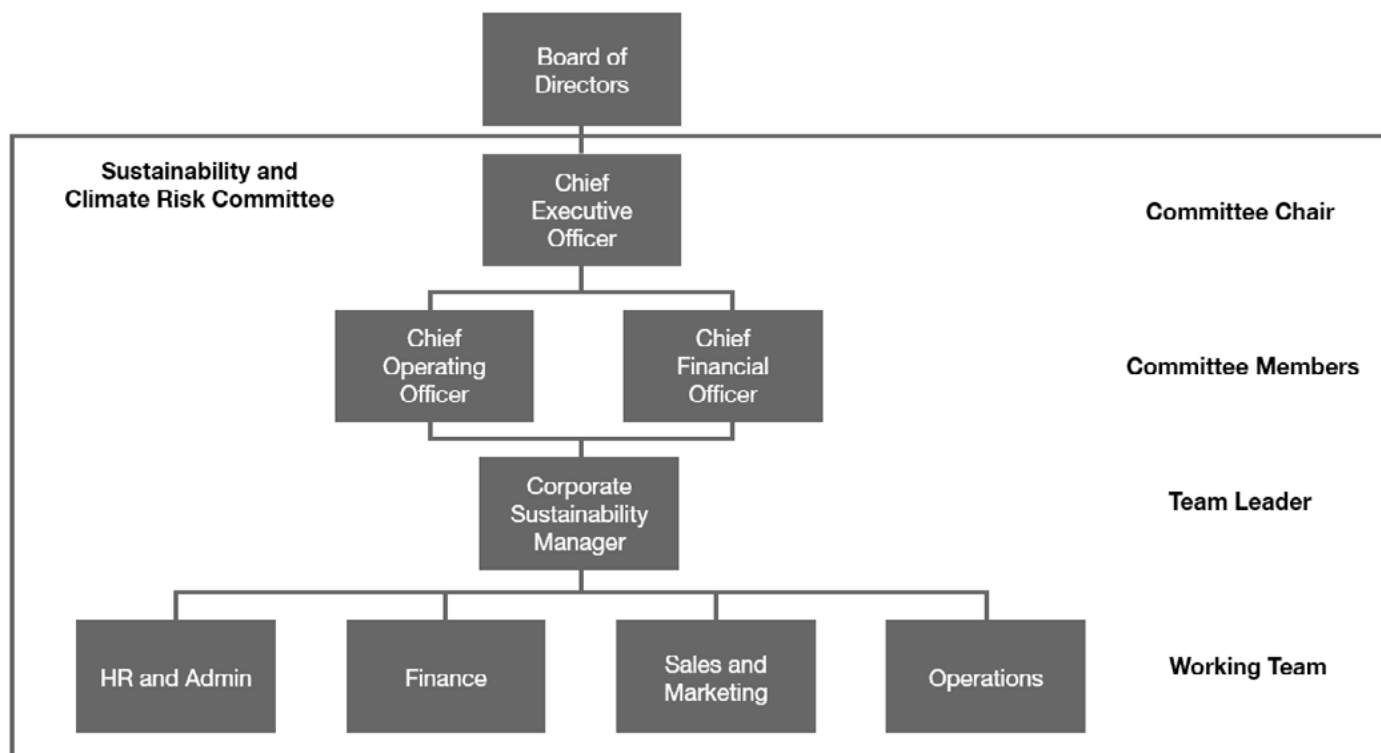 Board of
Directors
Sustainability and
Climate Risk Committee
Chief
Executive
Officer
Committee Chair
Chief
Operating
Officer
Chief
Financial
Officer
Committee Members
Corporate
Sustainability
Manager
Team Leader
HR and Admin
Finance
Sales and
Marketing
Operations
Working Team